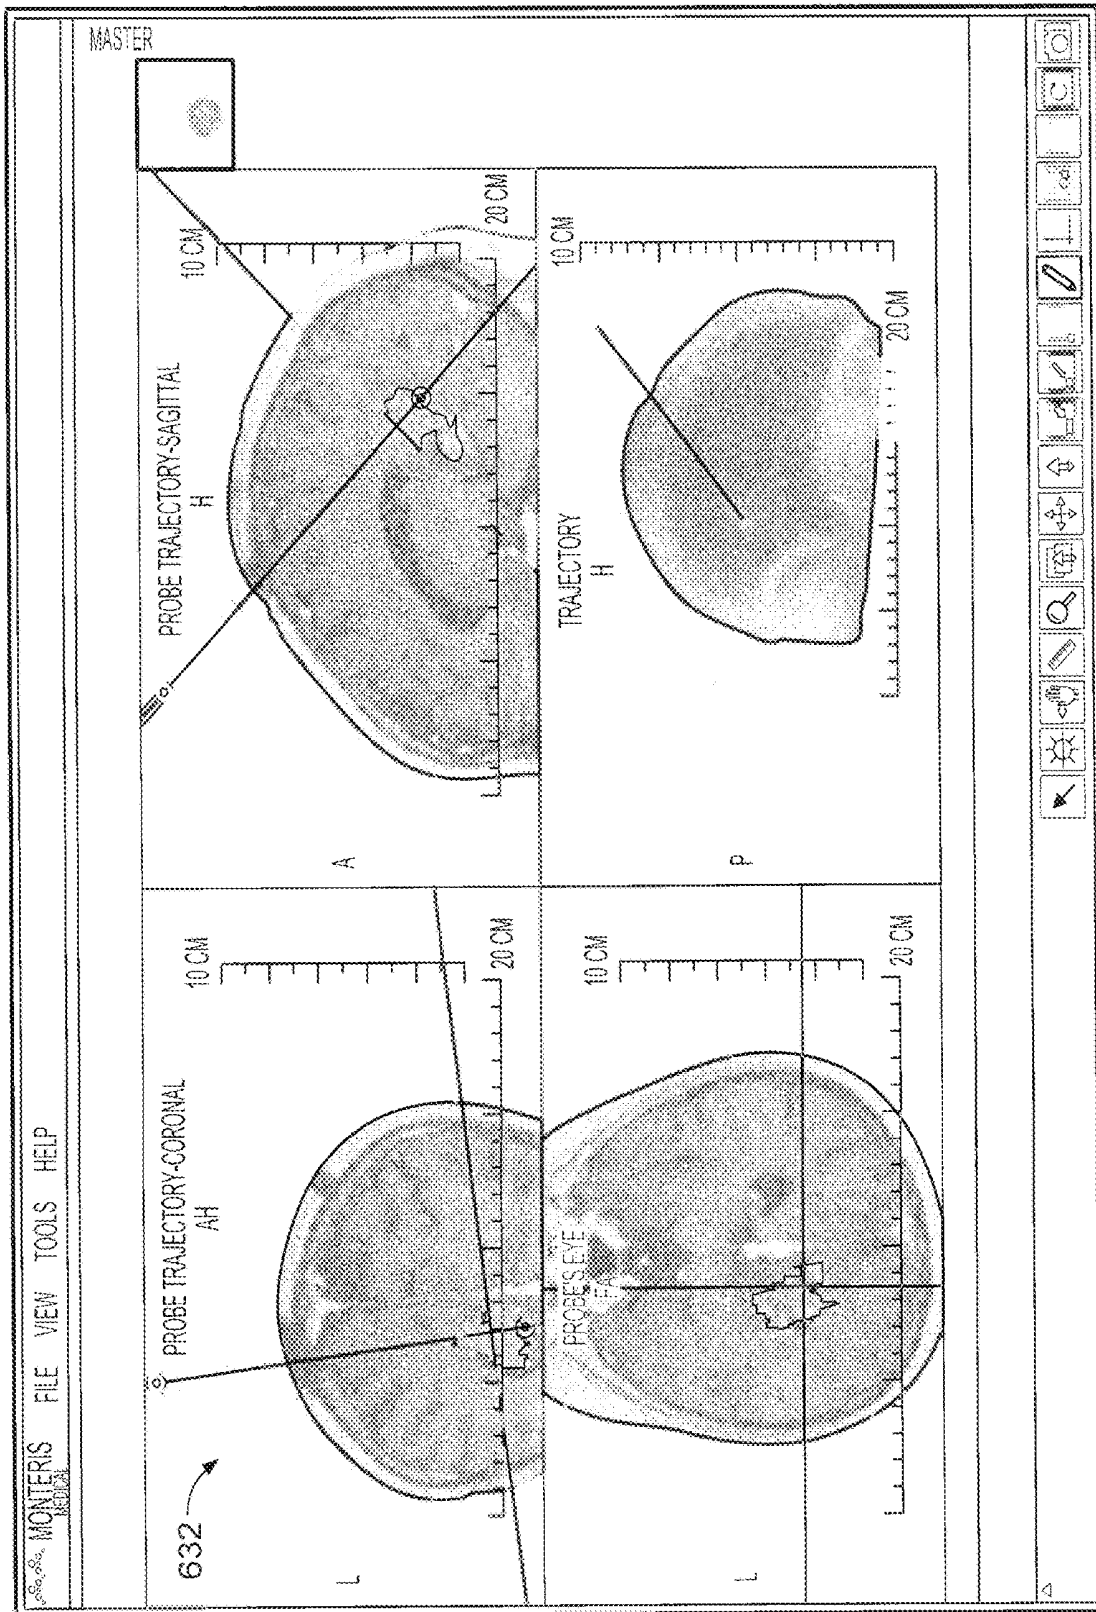 MONTERIS
MEDICAL
FILE VIEW TOOLS HELP
MASTER
632
PROBE TRAJECTORY-CORONAL
AH
L
10 CM
20 CM
PROBE TRAJECTORY-SAGITTAL
H
A
10 CM
20 CM
PROBE'S EYE
FA
L
10 CM
20 CM
TRAJECTORY
H
P
10 CM
20 CM